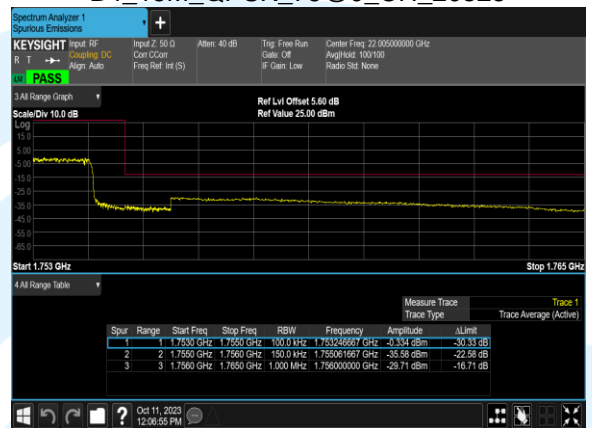 Spectrum Analyzer 1
Spurious Emissions
KEYSIGHT Input: RF Input Z: 50 Ω Atten: 40 dB Trig: Free Run Center Freq: 22.005000000 GHz
R T Coupling: DC Corr CCorr Gate: Off Avg|Hold: 100/100
Align: Auto Freq Ref: Int (S) IF Gain: Low Radio Std: None
PASS
3 All Range Graph Ref Lvl Offset 5.60 dB
Scale/Div 10.0 dB Ref Value 25.00 dBm
Log
15.0
5.00
-5.00
-15.0
-25.0
-35.0
-45.0
-55.0
-65.0
Start 1.753 GHz Stop 1.765 GHz
4 All Range Table
Measure Trace Trace 1
Trace Type Trace Average (Active)
Spur Range Start Freq Stop Freq RBW Frequency Amplitude ΔLimit
1 1 1.7530 GHz 1.7550 GHz 100.0 kHz 1.753246667 GHz -0.334 dBm -30.33 dB
2 2 1.7550 GHz 1.7560 GHz 150.0 kHz 1.755061667 GHz -35.58 dBm -22.58 dB
3 3 1.7560 GHz 1.7650 GHz 1.000 MHz 1.756000000 GHz -29.71 dBm -16.71 dB
Oct 11, 2023
12:06:55 PM